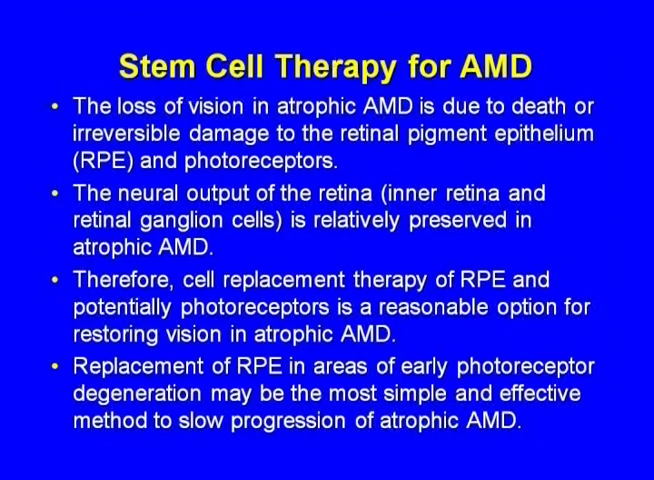 Stem Cell Therapy for AMD
• The loss of vision in atrophic AMD is due to death or
irreversible damage to the retinal pigment epithelium
(RPE) and photoreceptors.
• The neural output of the retina (inner retina and
retinal ganglion cells) is relatively preserved in
atrophic AMD.
• Therefore, cell replacement therapy of RPE and
potentially photoreceptors is a reasonable option for
restoring vision in atrophic AMD.
• Replacement of RPE in areas of early photoreceptor
degeneration may be the most simple and effective
method to slow progression of atrophic AMD.